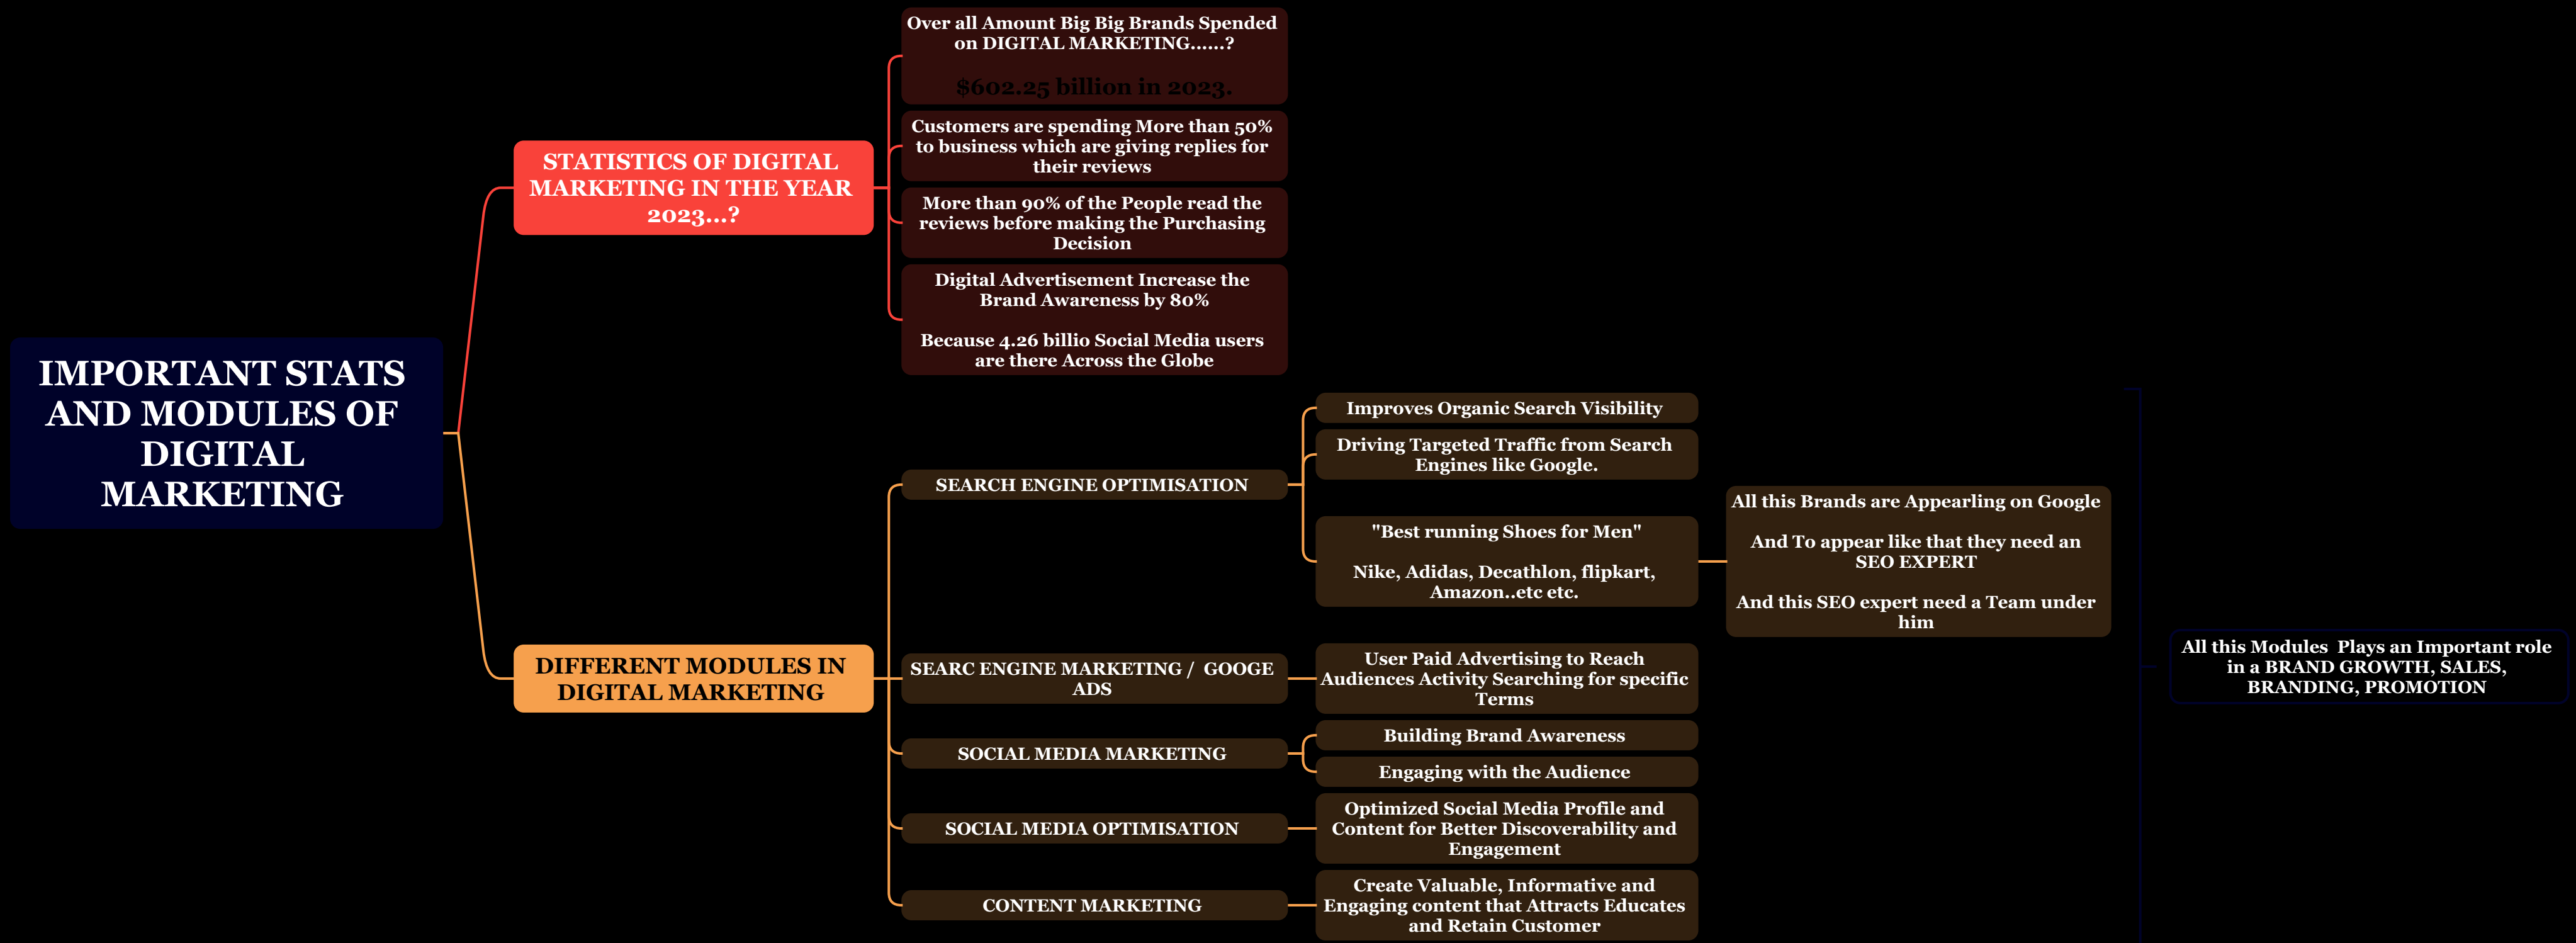 IMPORTANT STATS
AND MODULES OF
DIGITAL
MARKETING
STATISTICS OF DIGITAL
MARKETING IN THE YEAR
2023...?
Over all Amount Big Big Brands Spended
on DIGITAL MARKETING......?
$602.25 billion in 2023.
Customers are spending More than 50%
to business which are giving replies for
their reviews
More than 90% of the People read the
reviews before making the Purchasing
Decision
Digital Advertisement Increase the
Brand Awareness by 80%
Because 4.26 billio Social Media users
are there Across the Globe
DIFFERENT MODULES IN
DIGITAL MARKETING
SEARCH ENGINE OPTIMISATION
Improves Organic Search Visibility
Driving Targeted Traffic from Search
Engines like Google.
"Best running Shoes for Men"
Nike, Adidas, Decathlon, flipkart,
Amazon..etc etc.
All this Brands are Appearling on Google
And To appear like that they need an
SEO EXPERT
And this SEO expert need a Team under
him
SEARC ENGINE MARKETING /  GOOGE
ADS
User Paid Advertising to Reach
Audiences Activity Searching for specific
Terms
SOCIAL MEDIA MARKETING
Building Brand Awareness
Engaging with the Audience
SOCIAL MEDIA OPTIMISATION
Optimized Social Media Profile and
Content for Better Discoverability and
Engagement
CONTENT MARKETING
Create Valuable, Informative and
Engaging content that Attracts Educates
and Retain Customer
All this Modules  Plays an Important role
in a BRAND GROWTH, SALES,
BRANDING, PROMOTION